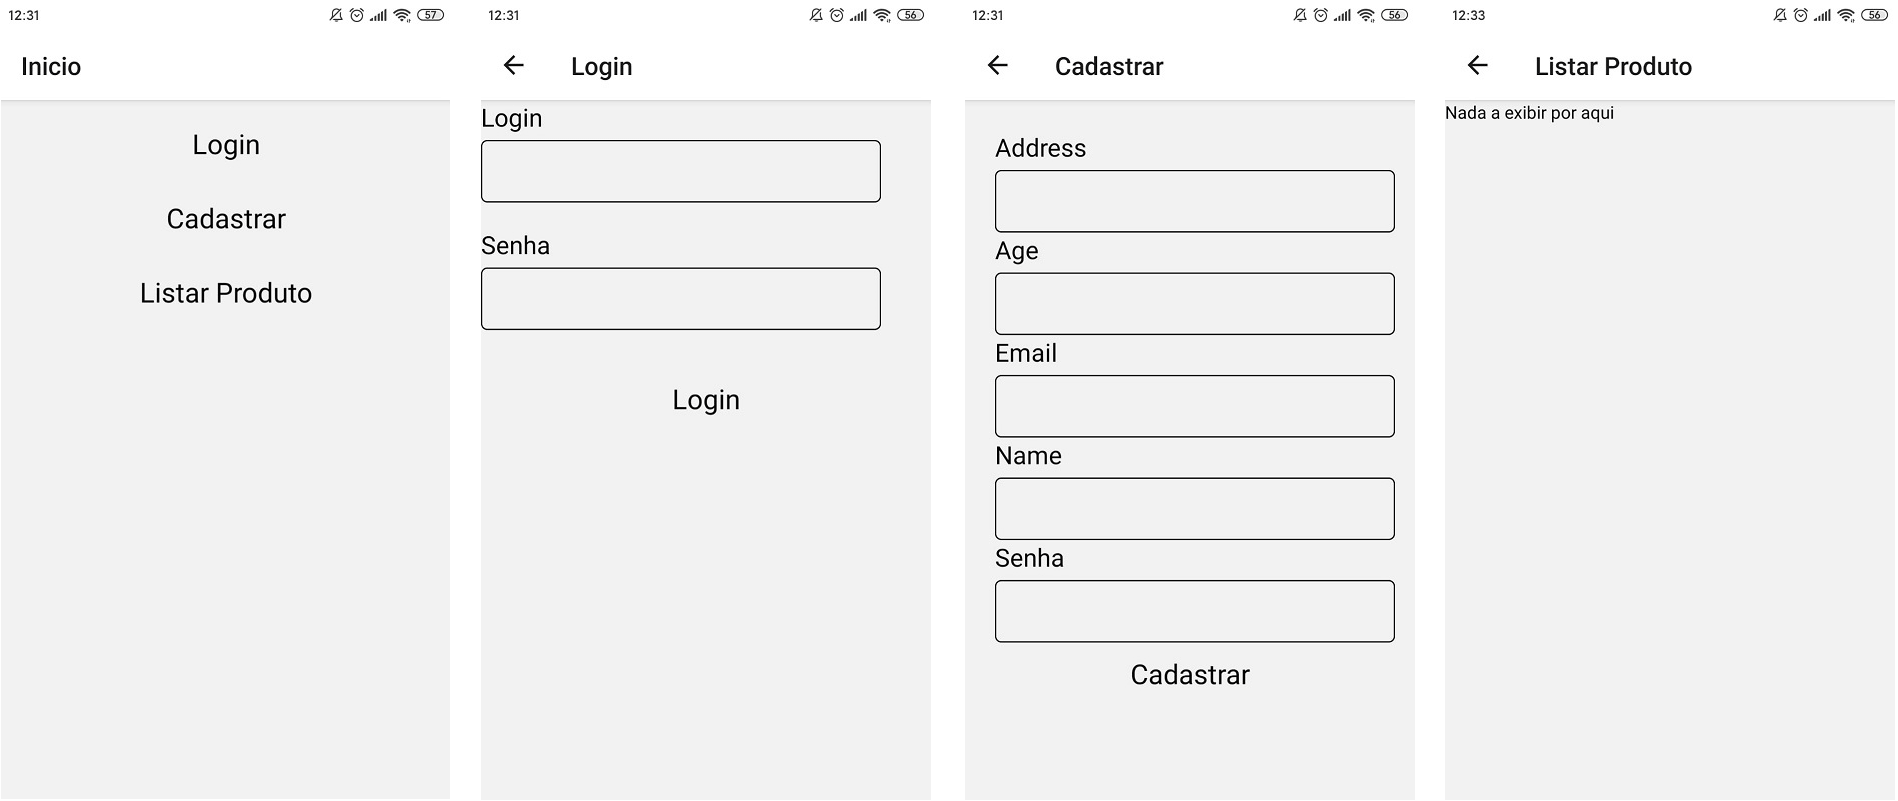 12:31
57
Inicio
Login
Cadastrar
Listar Produto
12:31
56
Login
Login
Senha
Login
12:31
56
Cadastrar
Address
Age
Email
Name
Senha
Cadastrar
12:33
56
Listar Produto
Nada a exibir por aqui